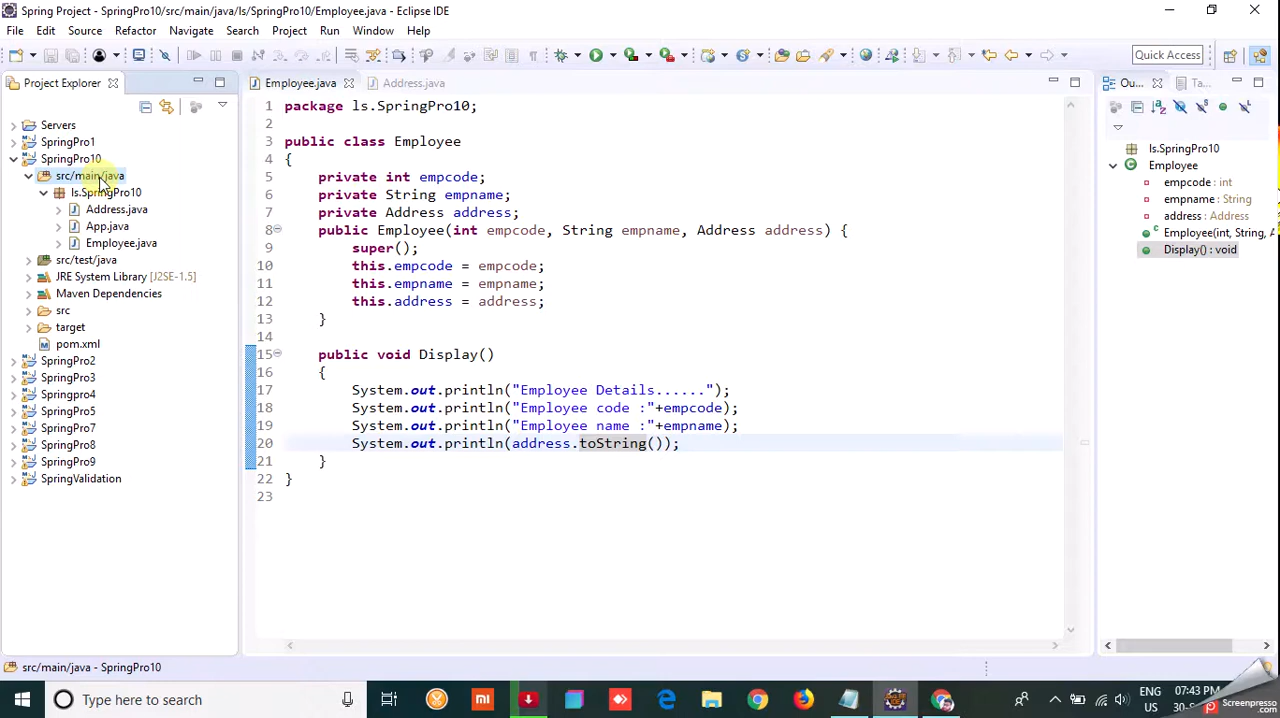 Spring Project - SpringPro10/src/main/java/ls/SpringPro10/Employee.java - Eclipse IDE
File Edit Source Refactor Navigate Search Project Run Window Help
Quick Access
Project Explorer
Servers
SpringPro1
SpringPro10
src/main/java
ls.SpringPro10
Address.java
App.java
Employee.java
src/test/java
JRE System Library [J2SE-1.5]
Maven Dependencies
src
target
pom.xml
SpringPro2
SpringPro3
Springpro4
SpringPro5
SpringPro7
SpringPro8
SpringPro9
SpringValidation
Employee.java Address.java
1 package ls.SpringPro10;
2
3 public class Employee
4 {
5 private int empcode;
6 private String empname;
7 private Address address;
8 public Employee(int empcode, String empname, Address address) {
9 super();
10 this.empcode = empcode;
11 this.empname = empname;
12 this.address = address;
13 }
14
15 public void Display()
16 {
17 System.out.println("Employee Details......");
18 System.out.println("Employee code :"+empcode);
19 System.out.println("Employee name :"+empname);
20 System.out.println(address.toString());
21 }
22 }
23
Ou... Ta...
ls.SpringPro10
Employee
empcode : int
empname : String
address : Address
Employee(int, String, A
Display() : void
src/main/java - SpringPro10
Type here to search
ENG
IN
07:43 PM
Screenpresso
.com